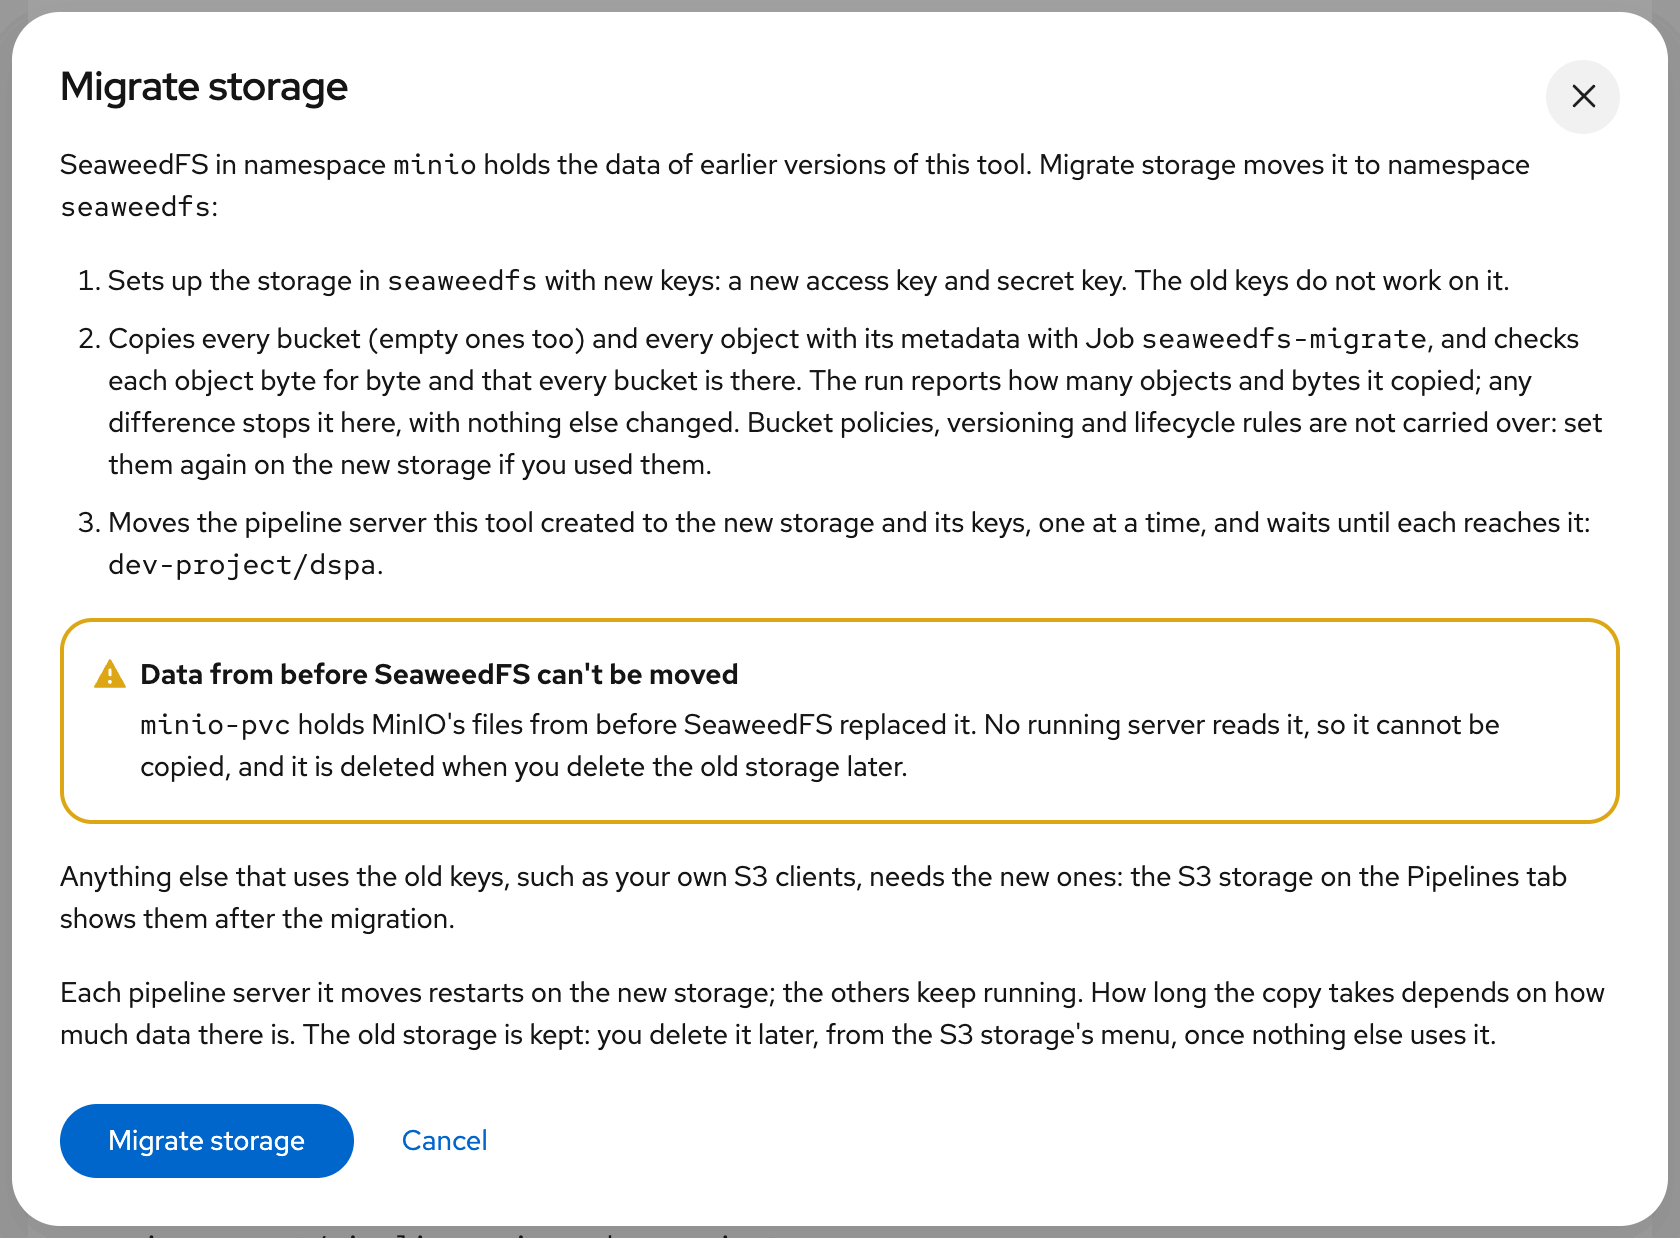 Migrate storage
SeaweedFS in namespace minio holds the data of earlier versions of this tool. Migrate storage moves it to namespace
seaweedfs:
1. Sets up the storage in seaweedfs with new keys: a new access key and secret key. The old keys do not work on it.
2. Copies every bucket (empty ones too) and every object with its metadata with Job seaweedfs-migrate, and checks
each object byte for byte and that every bucket is there. The run reports how many objects and bytes it copied; any
difference stops it here, with nothing else changed. Bucket policies, versioning and lifecycle rules are not carried over: set
them again on the new storage if you used them.
3. Moves the pipeline server this tool created to the new storage and its keys, one at a time, and waits until each reaches it:
dev-project/dspa.
Data from before SeaweedFS can't be moved
minio-pvc holds MinIO's files from before SeaweedFS replaced it. No running server reads it, so it cannot be
copied, and it is deleted when you delete the old storage later.
Anything else that uses the old keys, such as your own S3 clients, needs the new ones: the S3 storage on the Pipelines tab
shows them after the migration.
Each pipeline server it moves restarts on the new storage; the others keep running. How long the copy takes depends on how
much data there is. The old storage is kept: you delete it later, from the S3 storage's menu, once nothing else uses it.
Migrate storage
Cancel